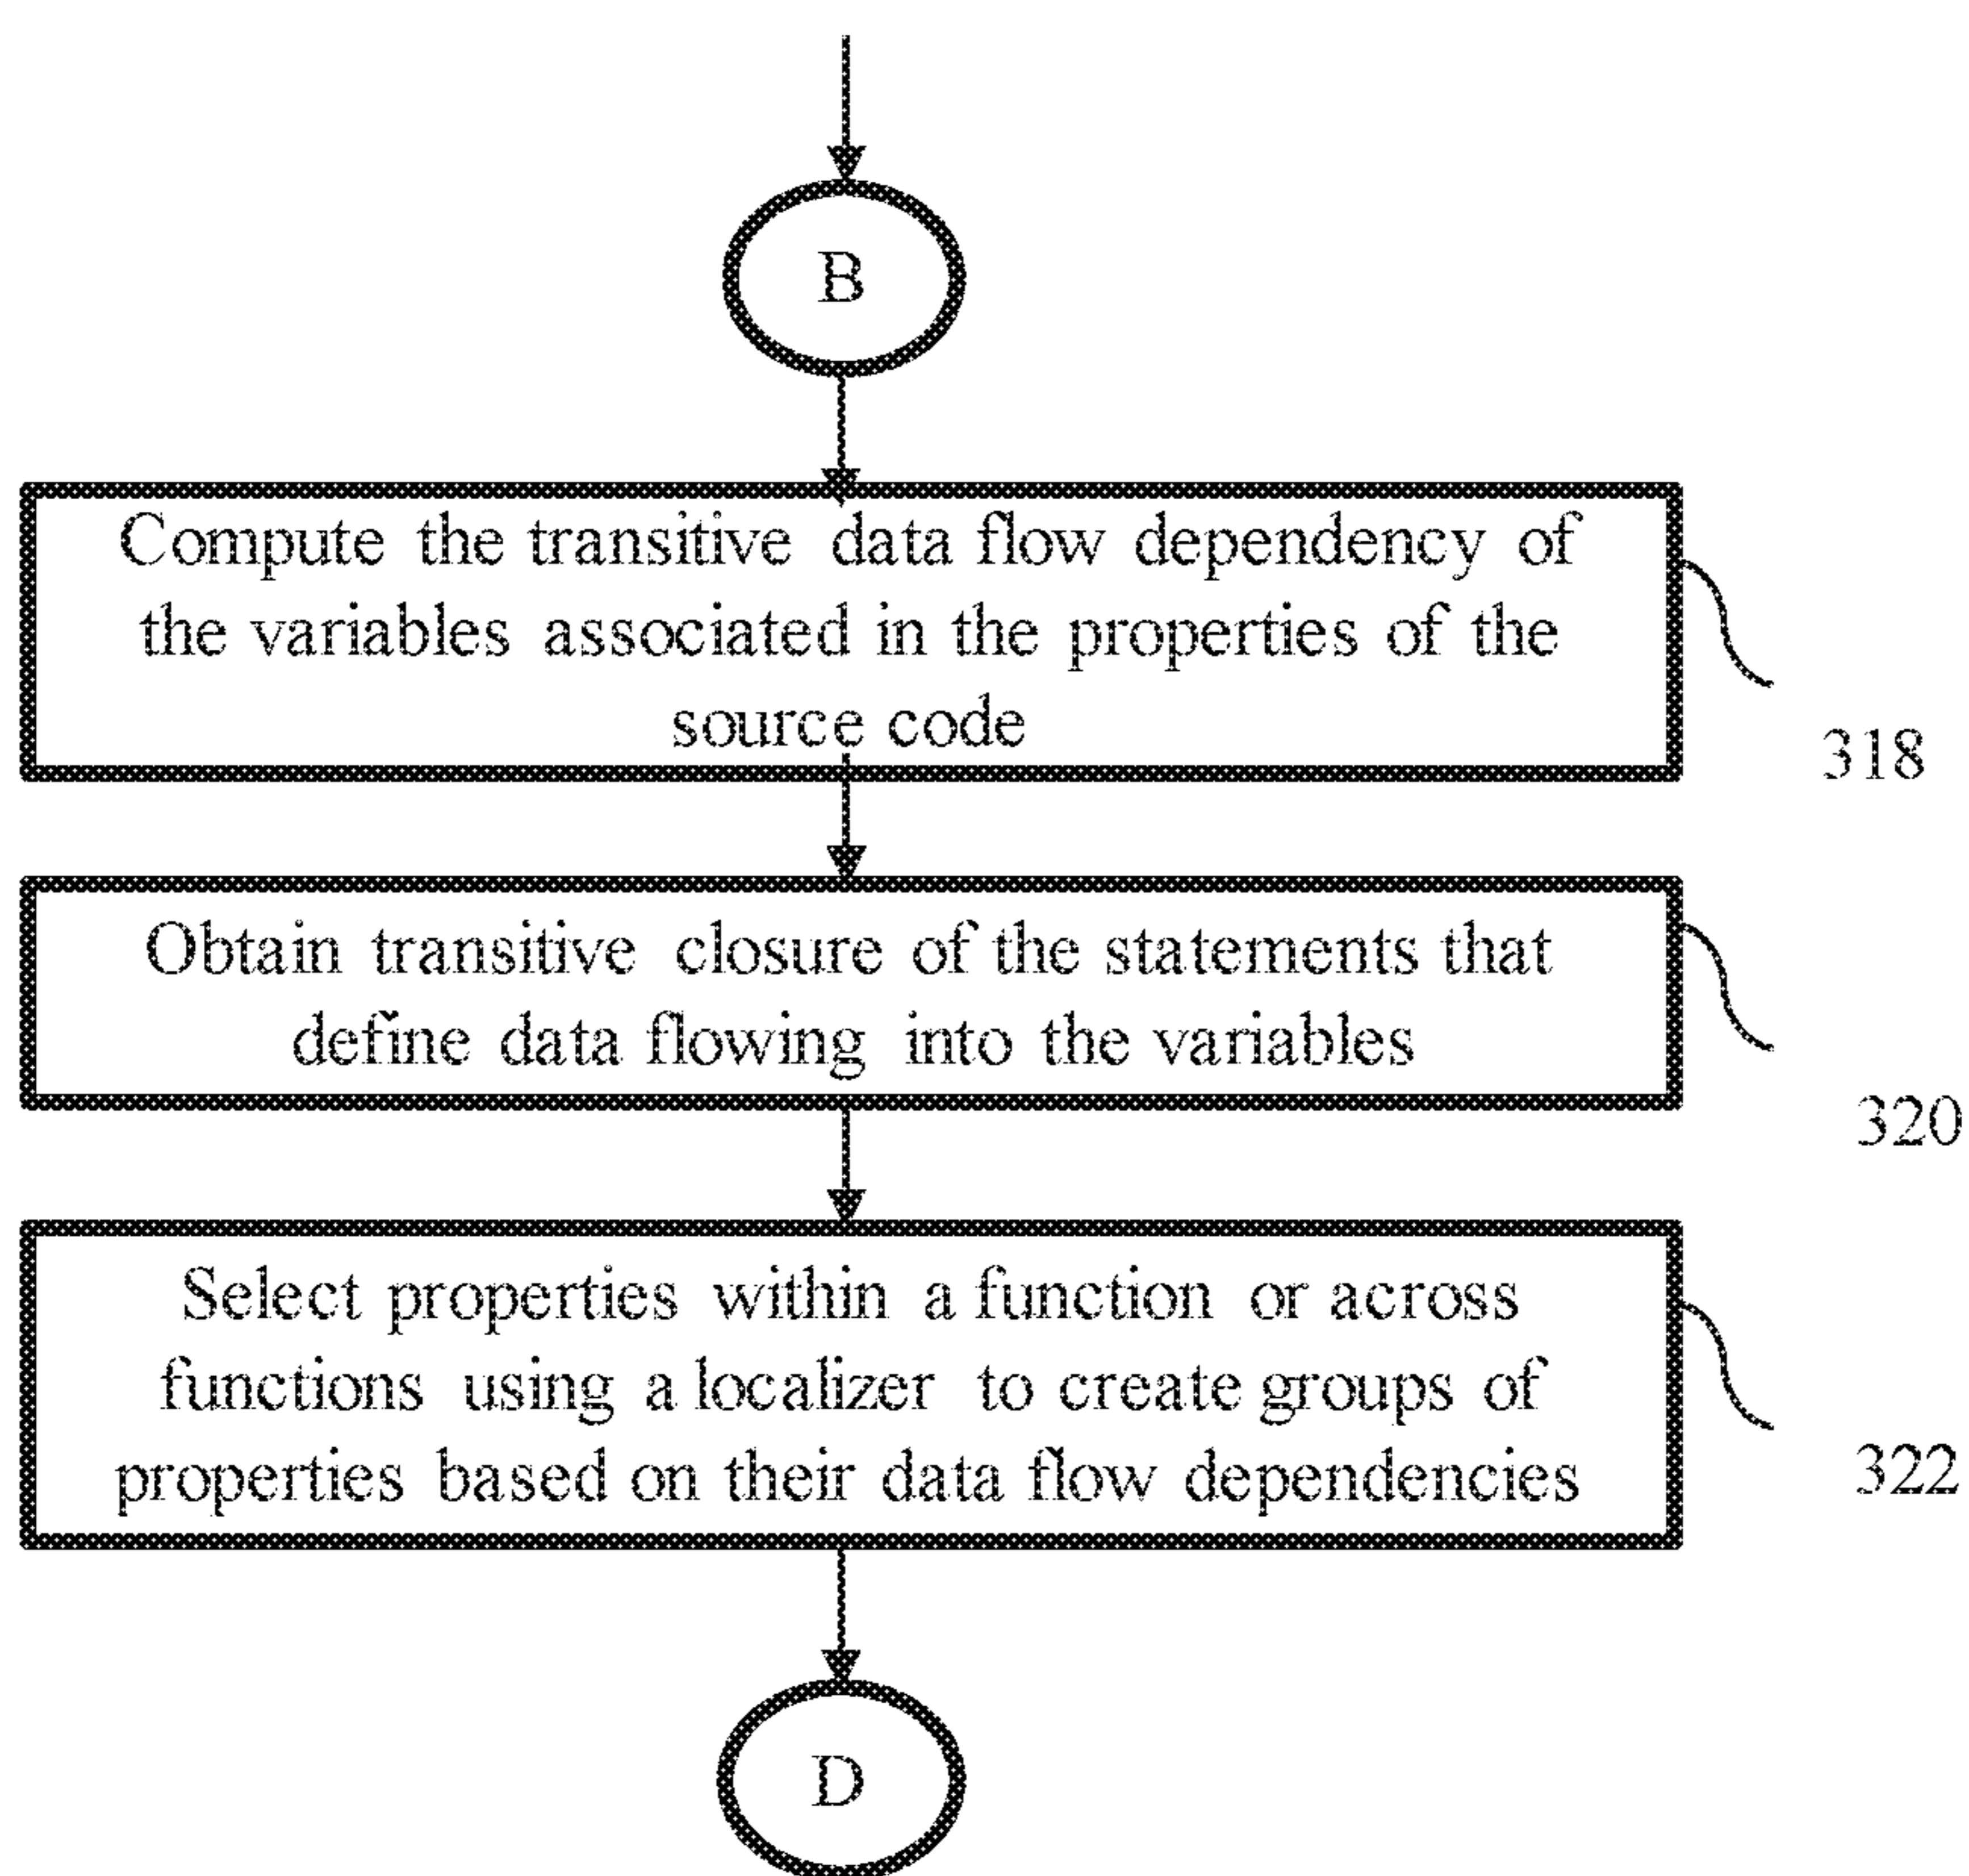 B
Compute the transitive data flow dependency of
the variables associated in the properties of the
source code
318
Obtain transitive closure of the statements that
define data flowing into the variables
320
Select properties within a function or across
functions using a localizer to create groups of
properties based on their data flow dependencies
322
D